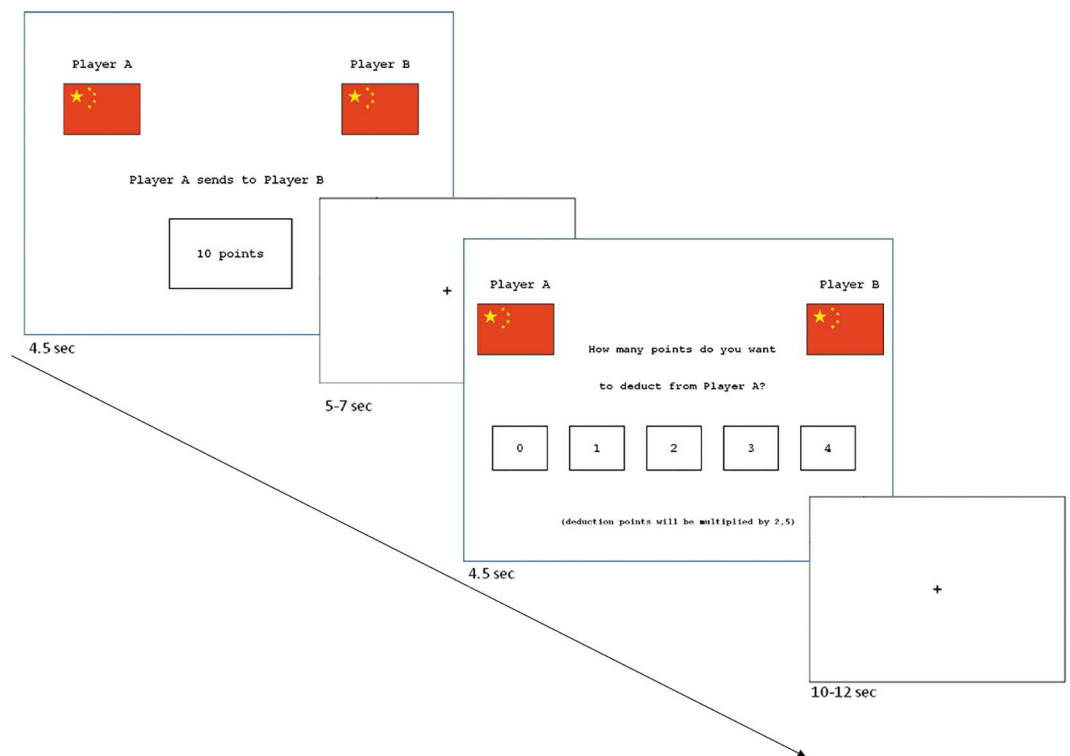 Player A
Player B
Player A sends to Player B
10 points
4.5 sec
+
5-7 sec
Player A
Player B
How many points do you want
to deduct from Player A?
0
1
2
3
4
(deduction points will be multiplied by 2,5)
4.5 sec
+
10-12 sec